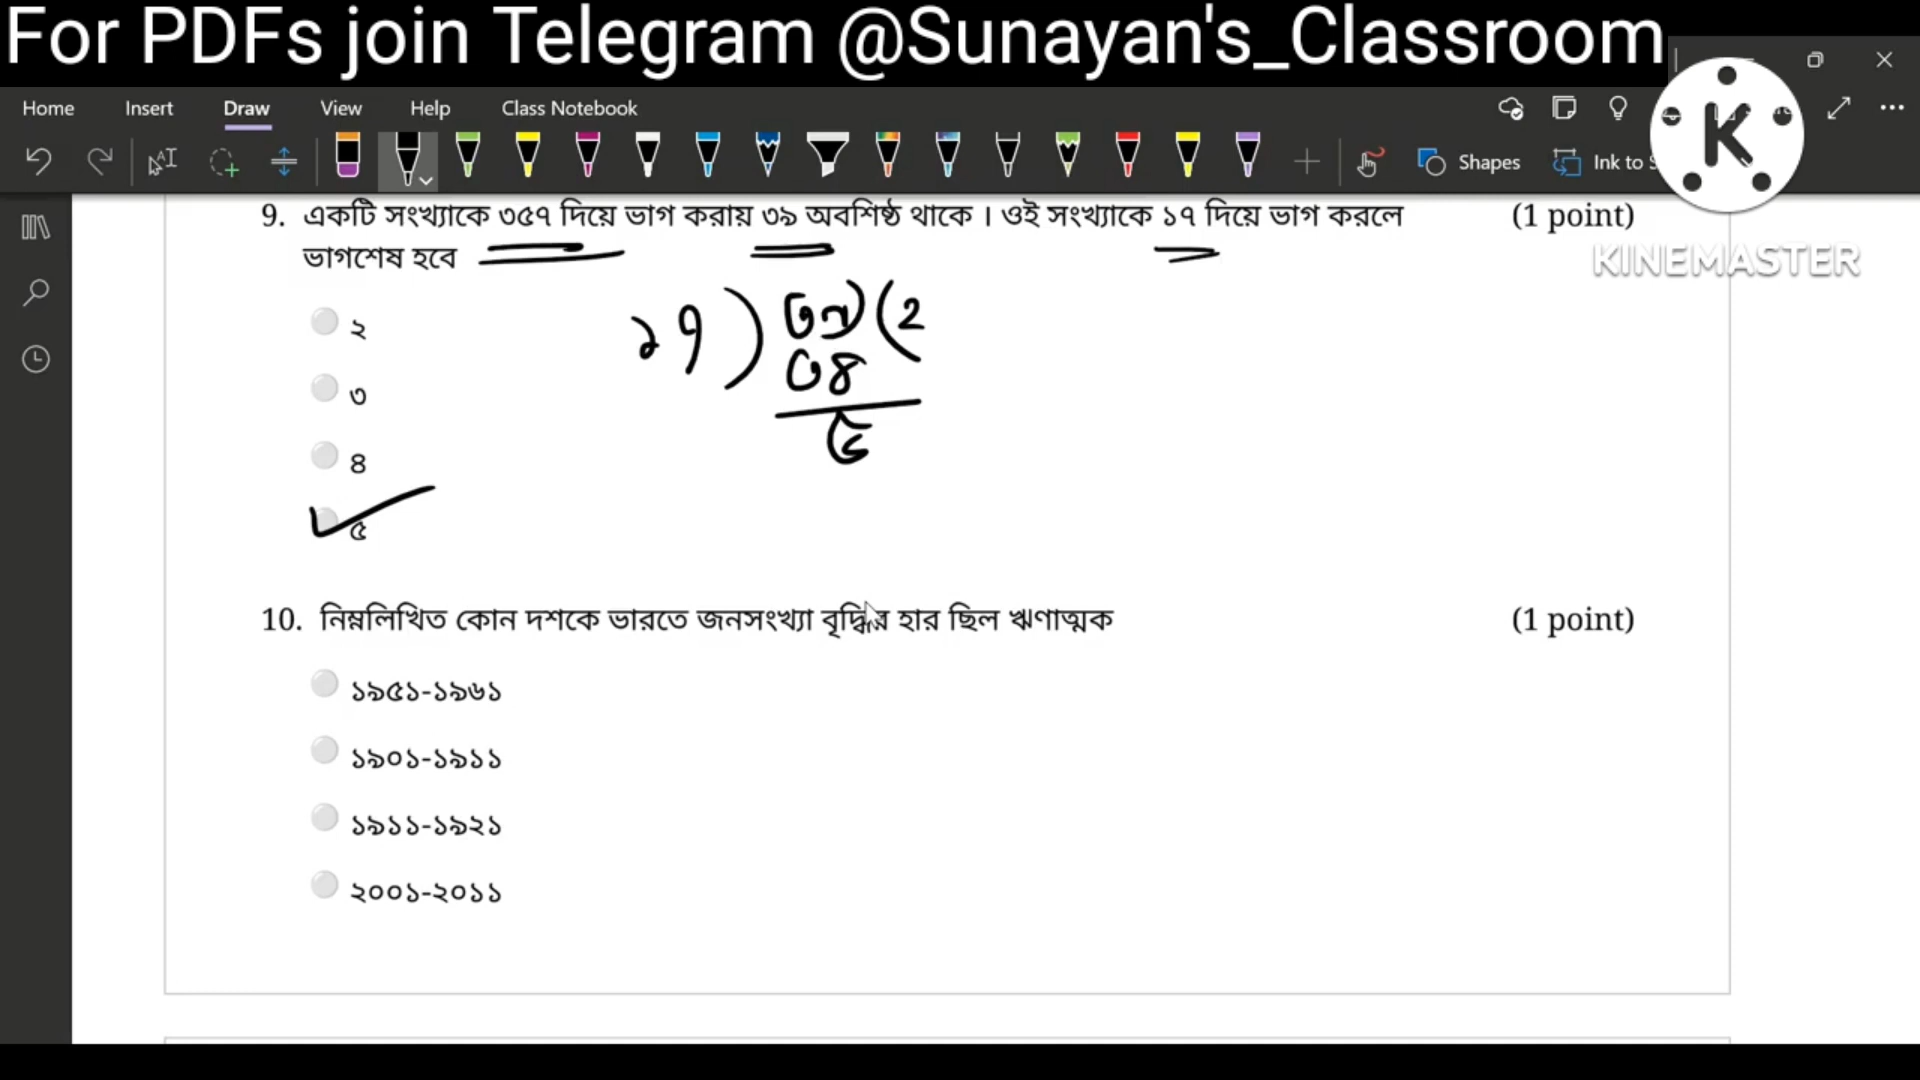 For PDFs join Telegram @Sunayan's_Classroom
Home Insert Draw View Help Class Notebook
Shapes Ink to S
K
KINEMASTER
9. একটি সংখ্যাকে ৩৫৭ দিয়ে ভাগ করায় ৩৯ অবশিষ্ঠ থাকে । ওই সংখ্যাকে ১৭ দিয়ে ভাগ করলে (1 point)
ভাগশেষ হবে
১৭ ) ৩৯ ( ২
৩৪
৫
২
৩
৪
৫
10. নিম্নলিখিত কোন দশকে ভারতে জনসংখ্যা বৃদ্ধির হার ছিল ঋণাত্মক (1 point)
১৯৫১-১৯৬১
১৯০১-১৯১১
১৯১১-১৯২১
২০০১-২০১১